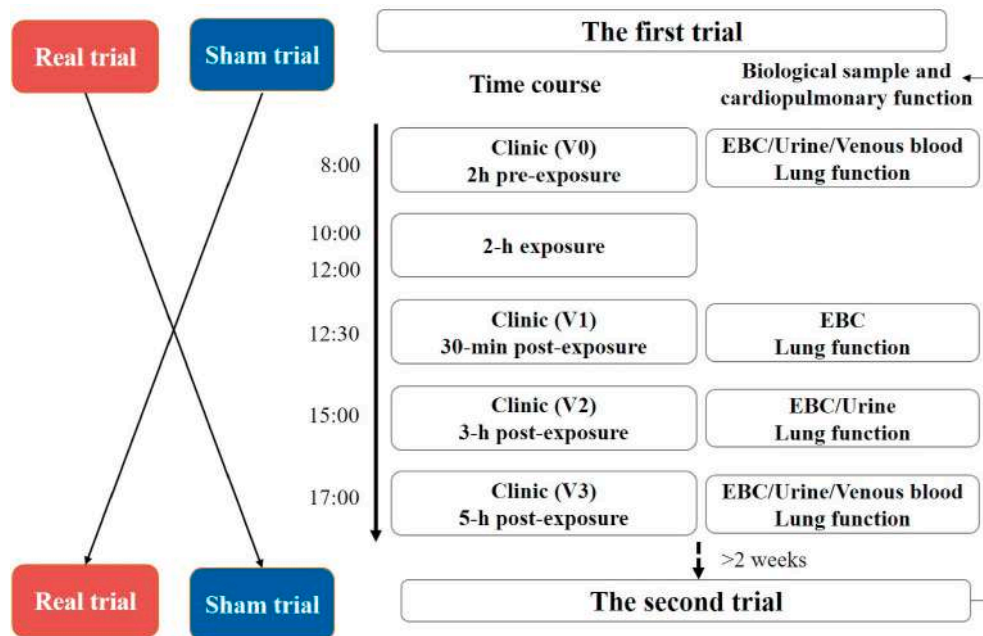 Real trial
Sham trial
The first trial
Time course
Biological sample and
cardiopulmonary function
8:00
Clinic (V0)
2h pre-exposure
EBC/Urine/Venous blood
Lung function
10:00
2-h exposure
12:00
12:30
Clinic (V1)
30-min post-exposure
EBC
Lung function
15:00
Clinic (V2)
3-h post-exposure
EBC/Urine
Lung function
17:00
Clinic (V3)
5-h post-exposure
EBC/Urine/Venous blood
Lung function
>2 weeks
Real trial
Sham trial
The second trial